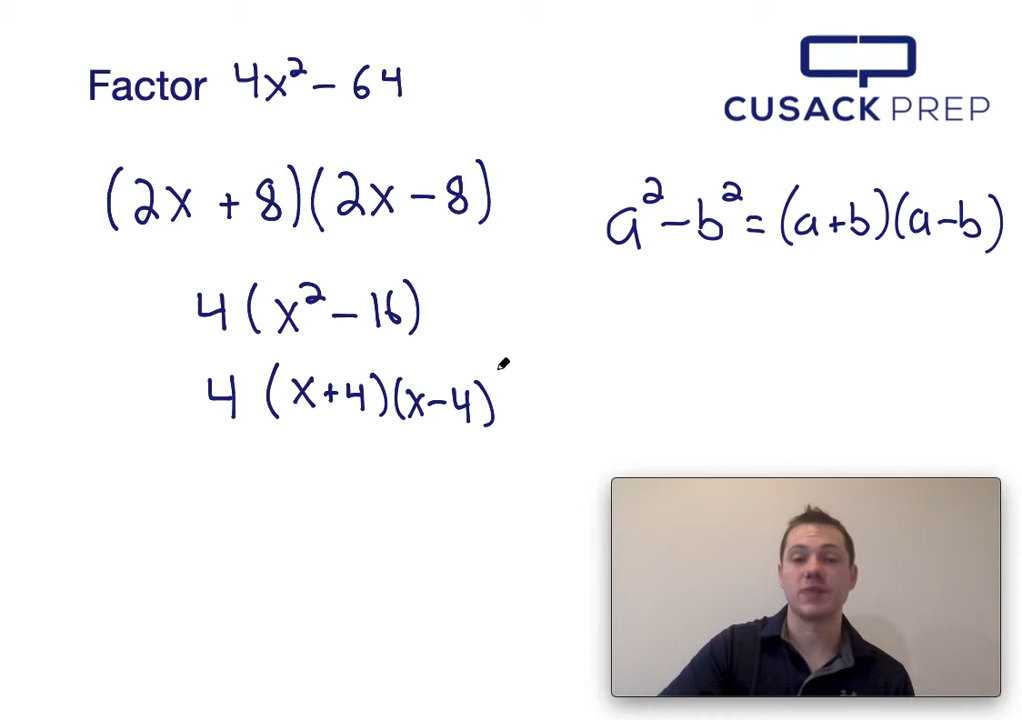 Factor 4x² - 64
CUSACK PREP
(2x + 8)(2x - 8)
a² - b² = (a+b)(a-b)
4 (x² - 16)
4 (x+4)(x-4)